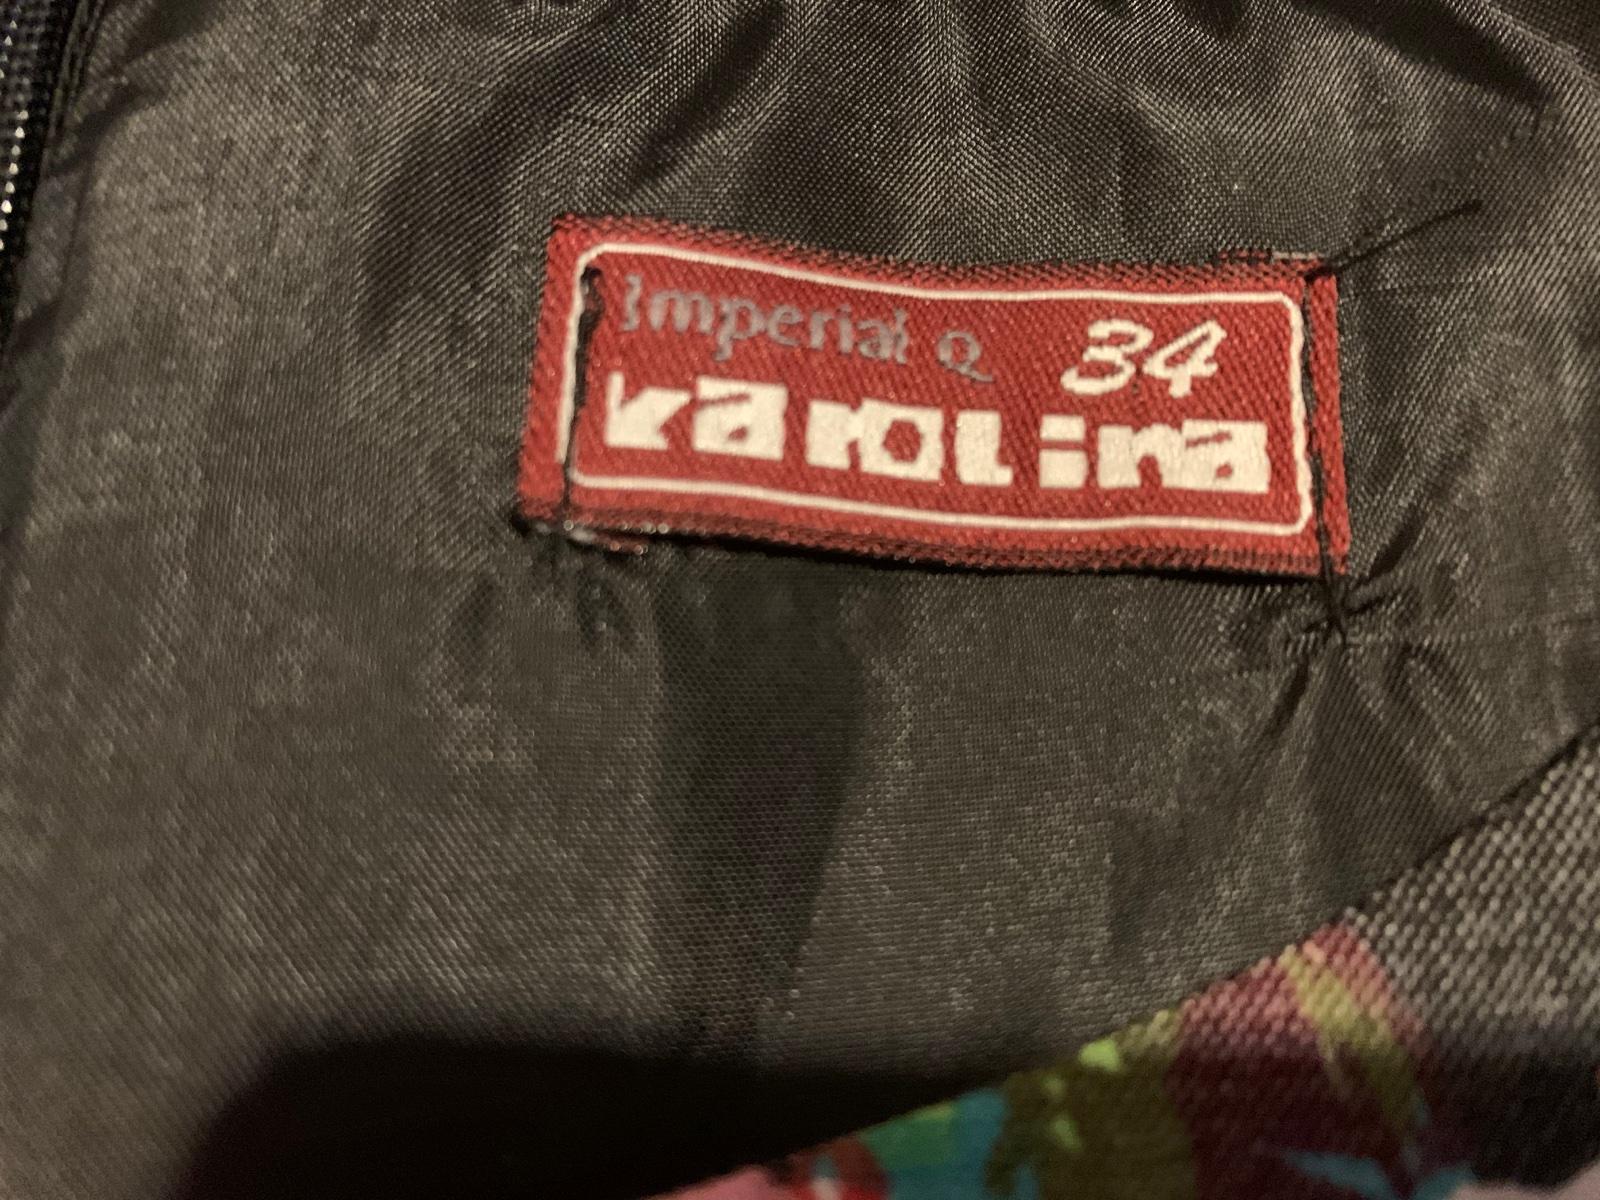 Imperial Q 34
karolina